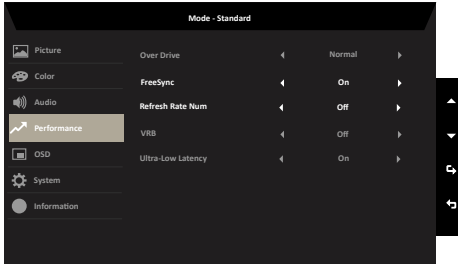 Mode - Standard
Picture
Color
Audio
Performance
OSD
System
Information
Over Drive Normal
FreeSync On
Refresh Rate Num Off
VRB Off
Ultra-Low Latency On